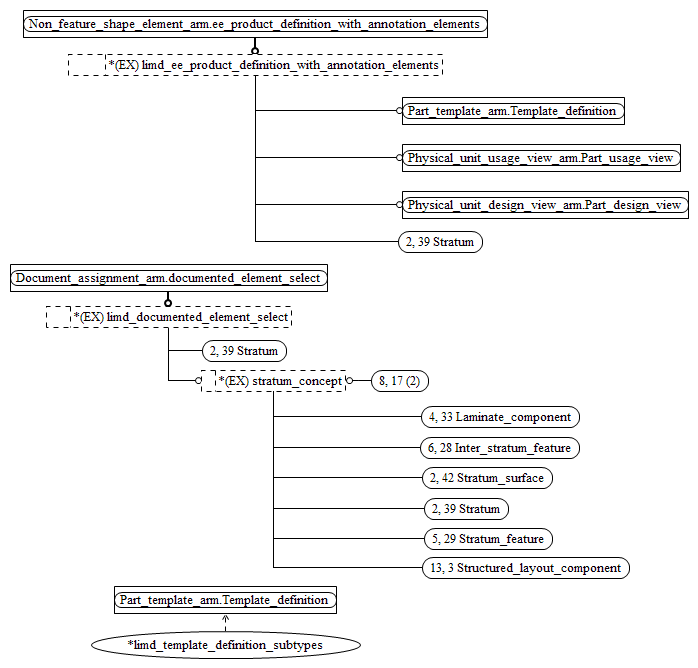 Non_feature_shape_element_arm.ee_product_definition_with_annotation_elements
*(EX) limd_ee_product_definition_with_annotation_elements
Part_template_arm.Template_definition
Physical_unit_usage_view_arm.Part_usage_view
Physical_unit_design_view_arm.Part_design_view
2, 39 Stratum
Document_assignment_arm.documented_element_select
*(EX) limd_documented_element_select
2, 39 Stratum
*(EX) stratum_concept
8, 17 (2)
4, 33 Laminate_component
6, 28 Inter_stratum_feature
2, 42 Stratum_surface
2, 39 Stratum
5, 29 Stratum_feature
13, 3 Structured_layout_component
Part_template_arm.Template_definition
*limd_template_definition_subtypes